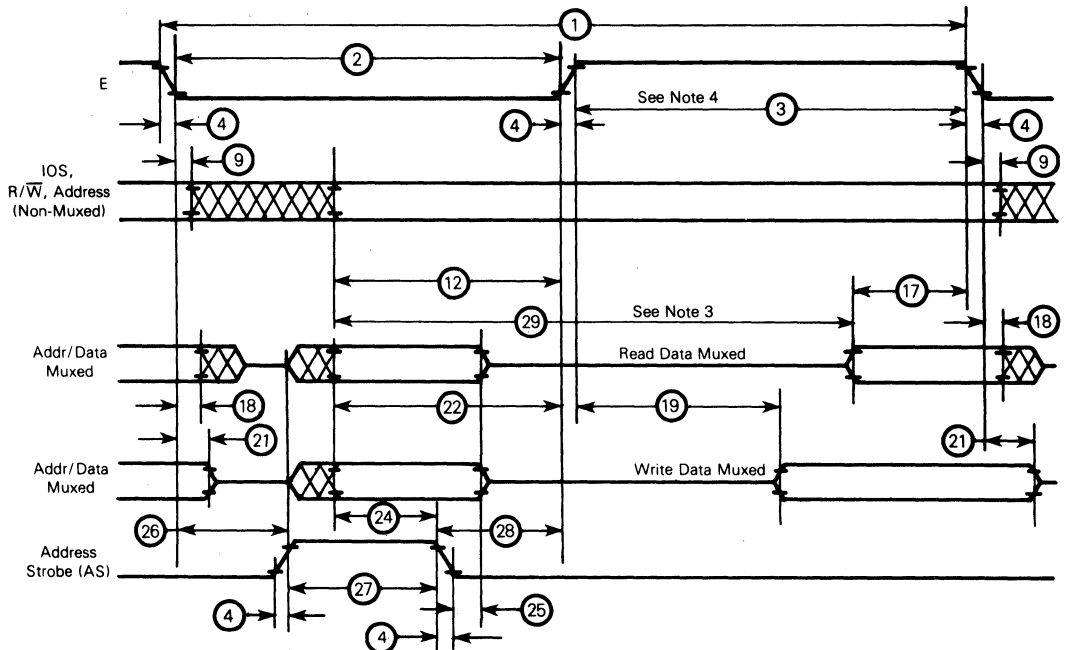 1
2
E
See Note 4
3
4
4
4
9
9
IOS,
R/W̅, Address
(Non-Muxed)
12
17
See Note 3
29
18
Addr/Data
Muxed
Read Data Muxed
18
22
19
21
21
Addr/Data
Muxed
Write Data Muxed
26
24
28
Address
Strobe (AS)
27
4
25
4